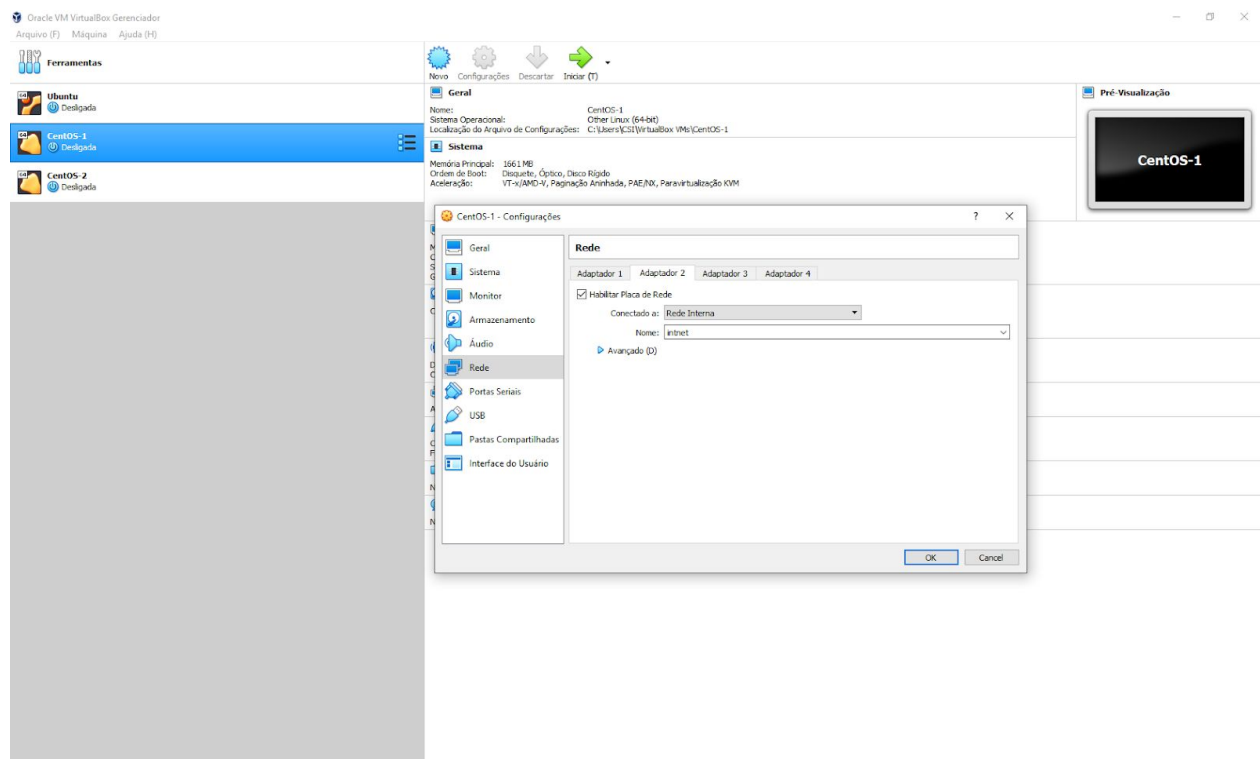 Oracle VM VirtualBox Gerenciador
Arquivo (F) Máquina Ajuda (H)
Ferramentas
Novo Configurações Descartar Iniciar (T)
64 Ubuntu
Desligada
64 CentOS-1
Desligada
64 CentOS-2
Desligada
Geral
Nome: CentOS-1
Sistema Operacional: Other Linux (64-bit)
Localização do Arquivo de Configurações: C:\Users\CSI\VirtualBox VMs\CentOS-1
Sistema
Memória Principal: 1661 MB
Ordem de Boot: Disquete, Óptico, Disco Rígido
Aceleração: VT-x/AMD-V, Paginação Aninhada, PAE/NX, Paravirtualização KVM
Pré-Visualização
CentOS-1
CentOS-1 - Configurações
Geral
Sistema
Monitor
Armazenamento
Áudio
Rede
Portas Seriais
USB
Pastas Compartilhadas
Interface do Usuário
Rede
Adaptador 1 Adaptador 2 Adaptador 3 Adaptador 4
Habilitar Placa de Rede
Conectado a: Rede Interna
Nome: intnet
Avançado (D)
OK Cancel